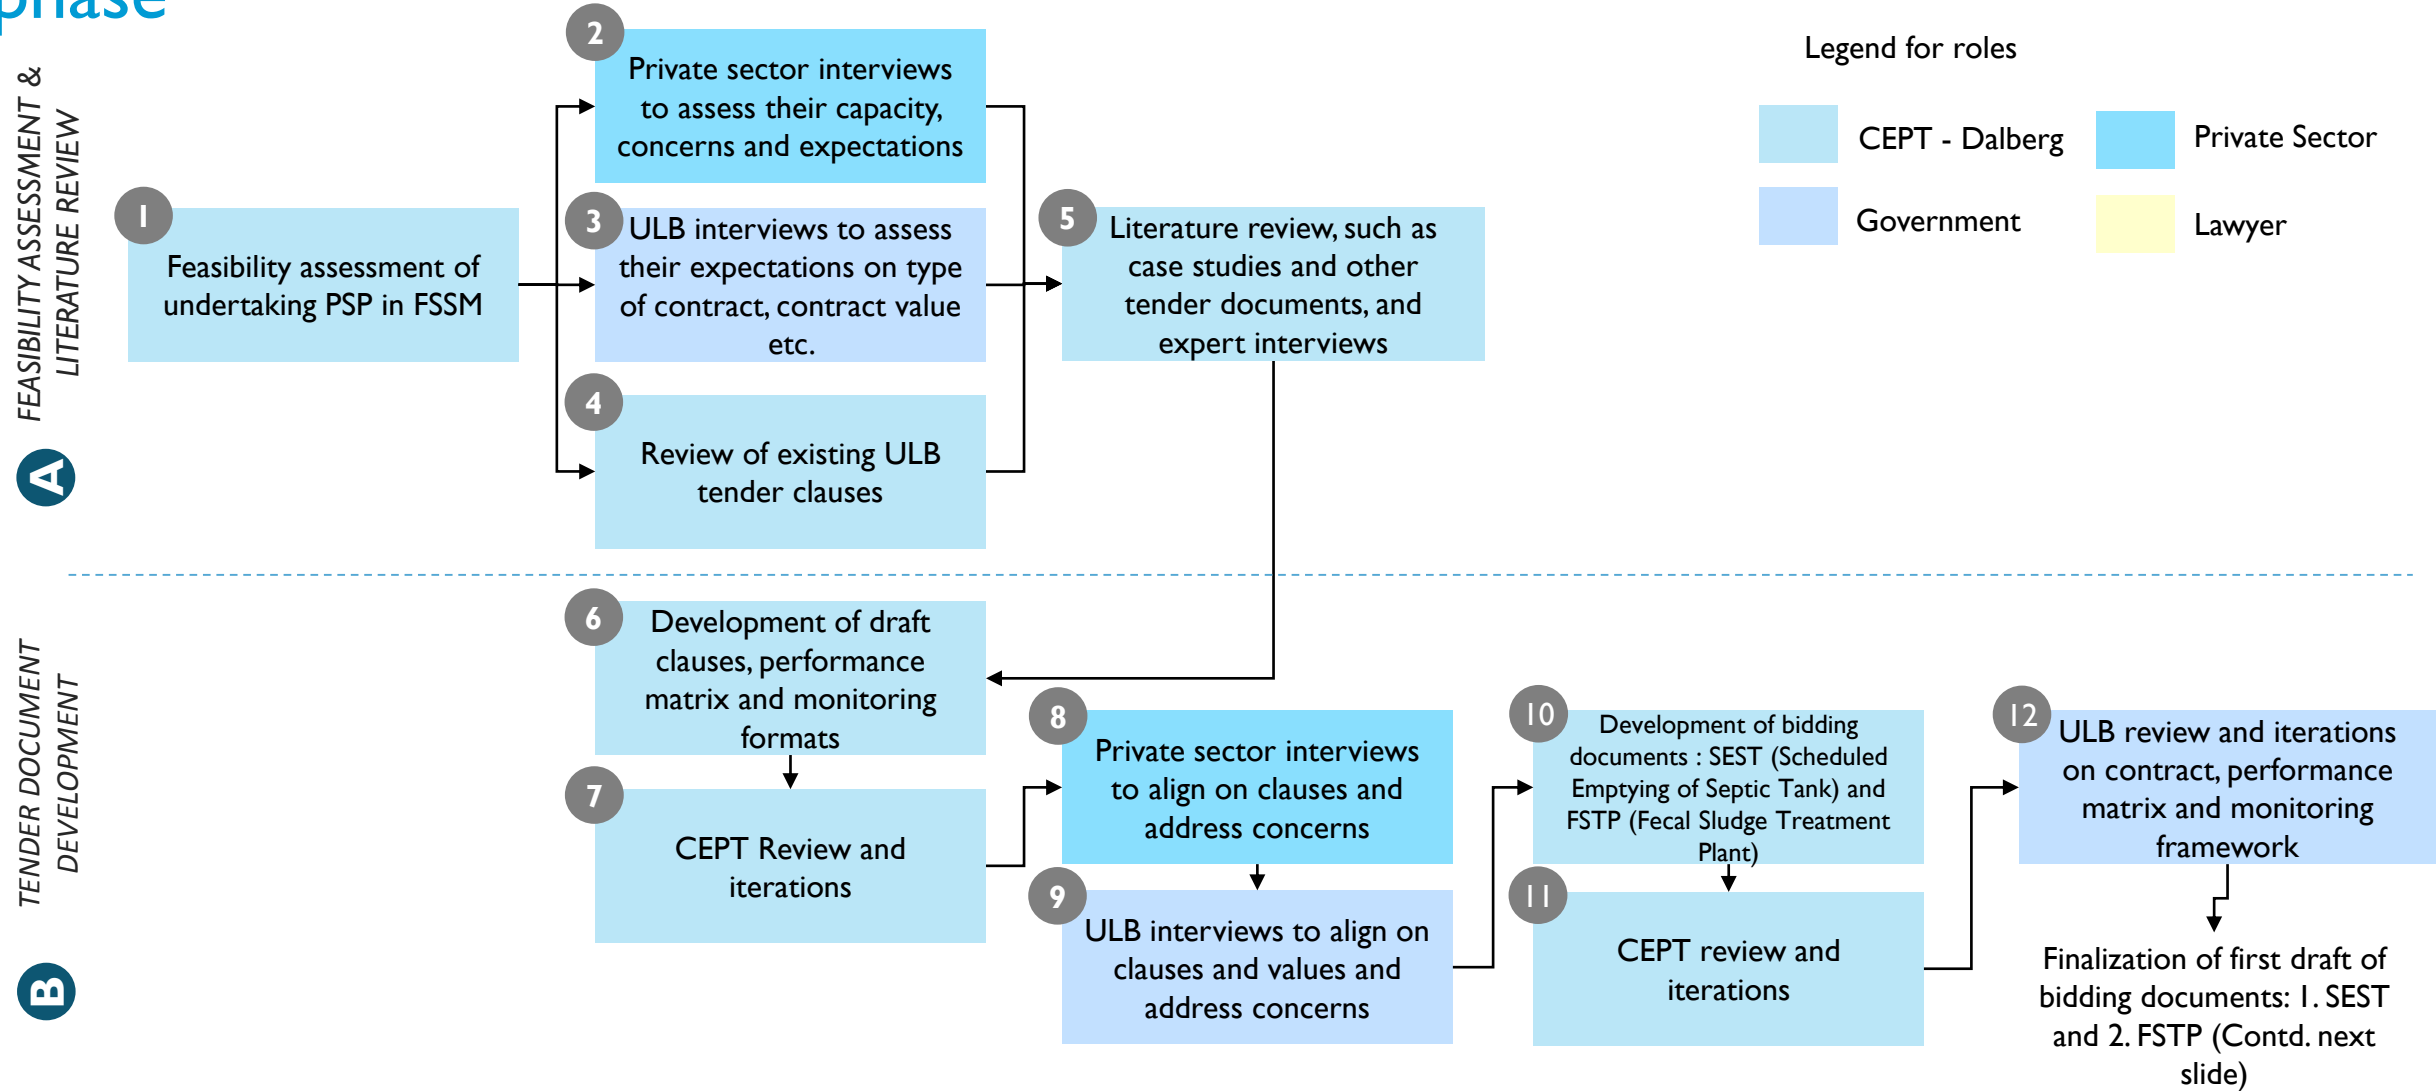 phase
FEASIBILITY ASSESSMENT &
LITERATURE REVIEW
A
1
Feasibility assessment of
undertaking PSP in FSSM
2
Private sector interviews
to assess their capacity,
concerns and expectations
3
ULB interviews to assess
their expectations on type
of contract, contract value
etc.
4
Review of existing ULB
tender clauses
5
Literature review, such as
case studies and other
tender documents, and
expert interviews
Legend for roles
CEPT - Dalberg
Private Sector
Government
Lawyer
TENDER DOCUMENT
DEVELOPMENT
B
6
Development of draft
clauses, performance
matrix and monitoring
formats
7
CEPT Review and
iterations
8
Private sector interviews
to align on clauses and
address concerns
9
ULB interviews to align on
clauses and values and
address concerns
10
Development of bidding
documents : SEST (Scheduled
Emptying of Septic Tank) and
FSTP (Fecal Sludge Treatment
Plant)
11
CEPT review and
iterations
12
ULB review and iterations
on contract, performance
matrix and monitoring
framework
Finalization of first draft of
bidding documents: 1. SEST
and 2. FSTP (Contd. next
slide)